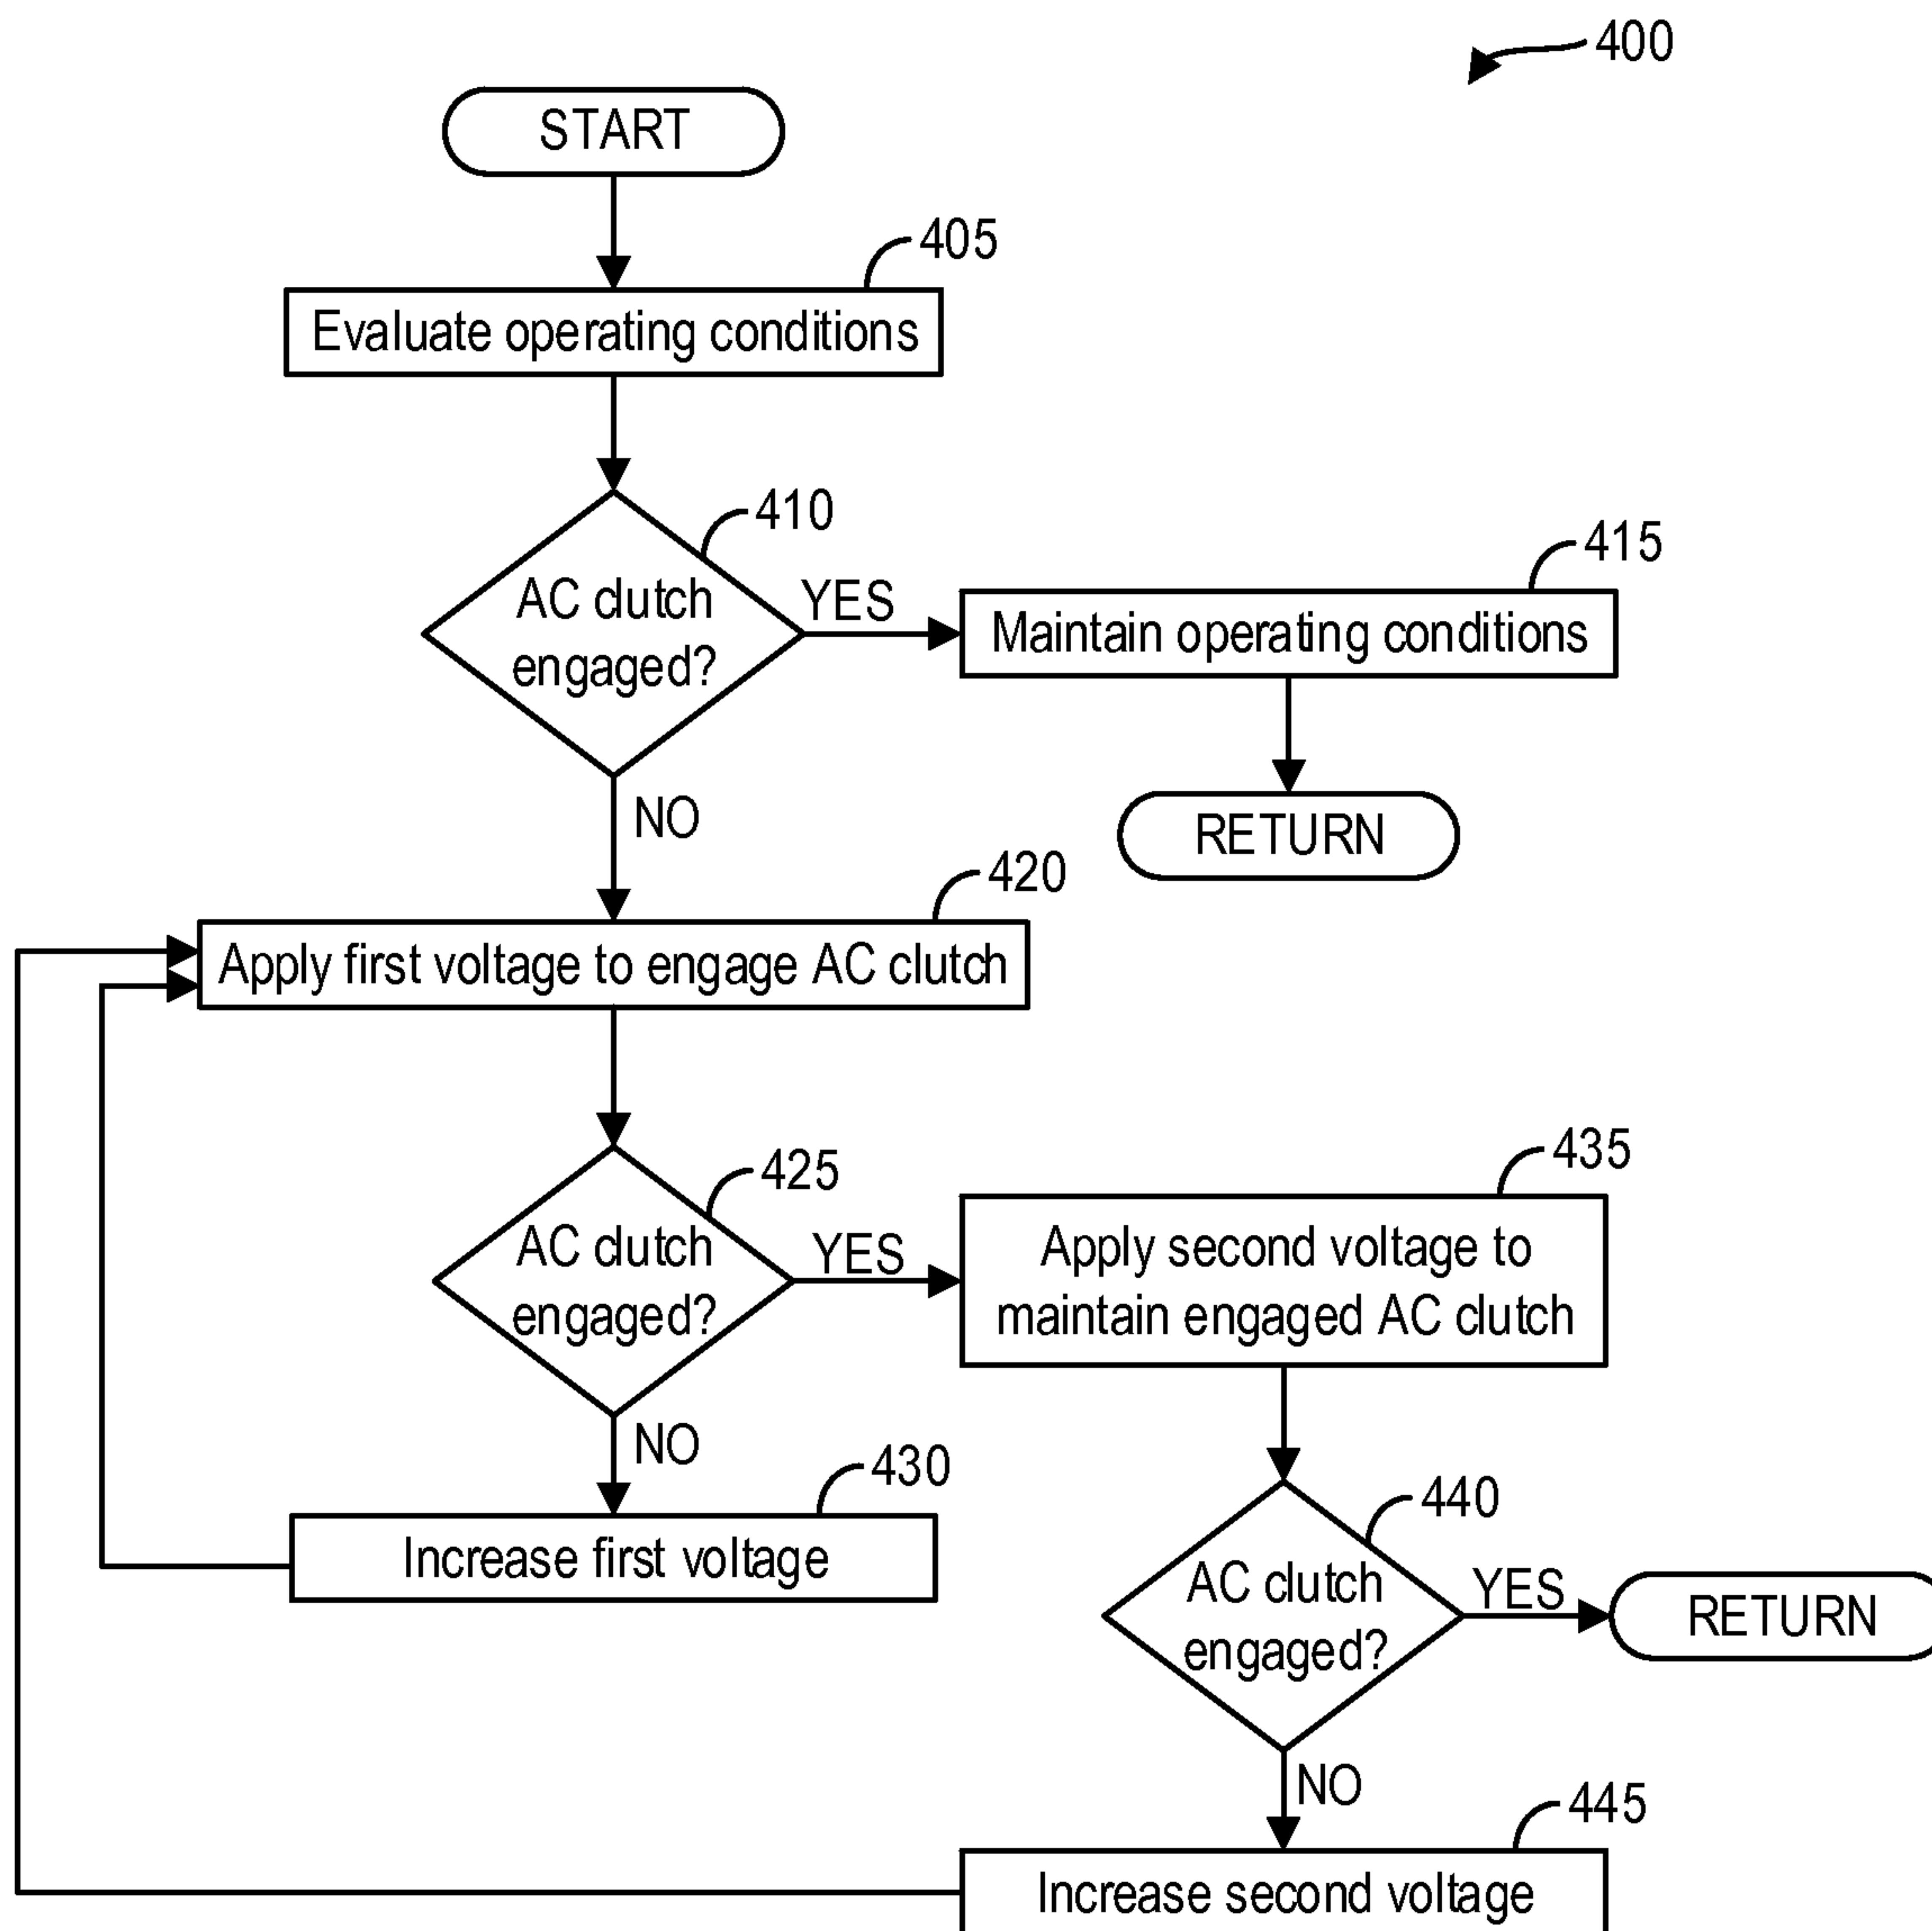 400
START
405
Evaluate operating conditions
410
AC clutch
engaged?
YES
415
Maintain operating conditions
RETURN
NO
420
Apply first voltage to engage AC clutch
425
AC clutch
engaged?
YES
435
Apply second voltage to
maintain engaged AC clutch
NO
430
Increase first voltage
440
AC clutch
engaged?
YES
RETURN
NO
445
Increase second voltage